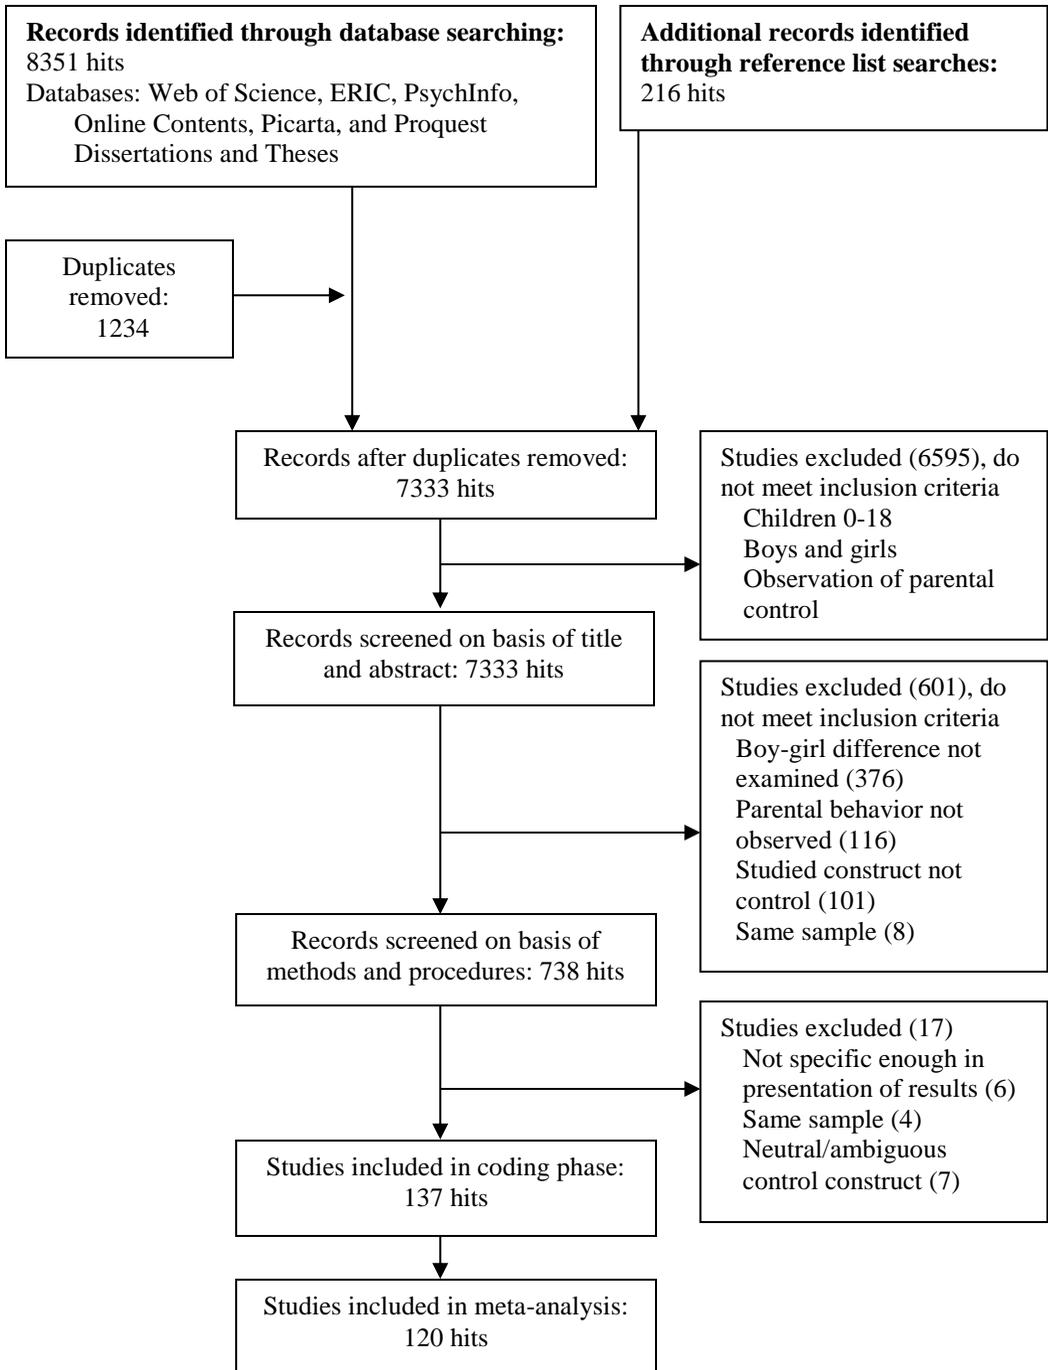 Records identified through database searching:
8351 hits
Databases: Web of Science, ERIC, PsychInfo,
Online Contents, Picarta, and Proquest
Dissertations and Theses
Additional records identified
through reference list searches:
216 hits
Duplicates
removed:
1234
Records after duplicates removed:
7333 hits
Studies excluded (6595), do
not meet inclusion criteria
Children 0-18
Boys and girls
Observation of parental
control
Records screened on basis of title
and abstract: 7333 hits
Studies excluded (601), do
not meet inclusion criteria
Boy-girl difference not
examined (376)
Parental behavior not
observed (116)
Studied construct not
control (101)
Same sample (8)
Records screened on basis of
methods and procedures: 738 hits
Studies excluded (17)
Not specific enough in
presentation of results (6)
Same sample (4)
Neutral/ambiguous
control construct (7)
Studies included in coding phase:
137 hits
Studies included in meta-analysis:
120 hits